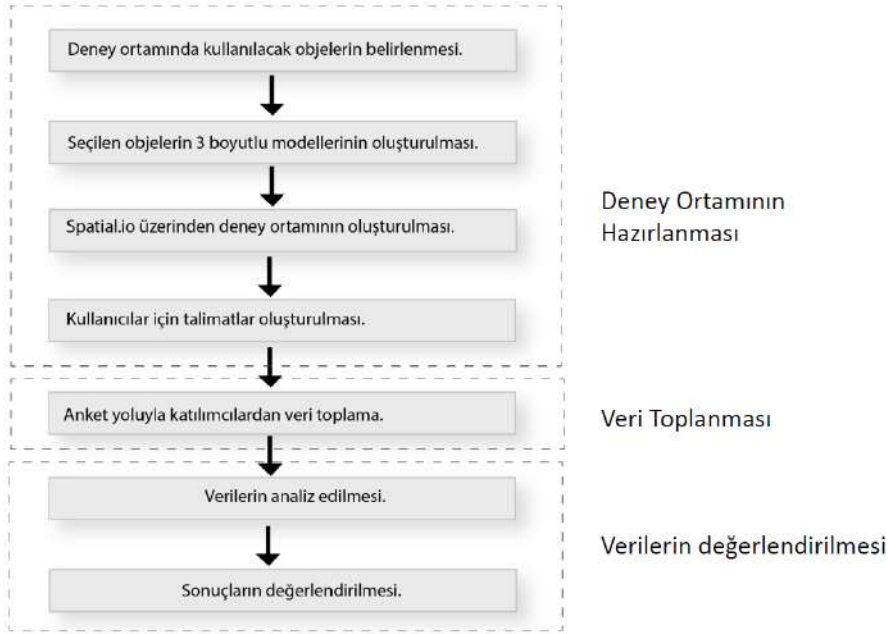 Deney ortamında kullanılacak objelerin belirlenmesi.
Seçilen objelerin 3 boyutlu modellerinin oluşturulması.
Spatial.io üzerinden deney ortamının oluşturulması.
Kullanıcılar için talimatlar oluşturulması.
Deney Ortamının
Hazırlanması
Anket yoluyla katılımcılardan veri toplama.
Veri Toplanması
Verilerin analiz edilmesi.
Sonuçların değerlendirilmesi.
Verilerin değerlendirilmesi